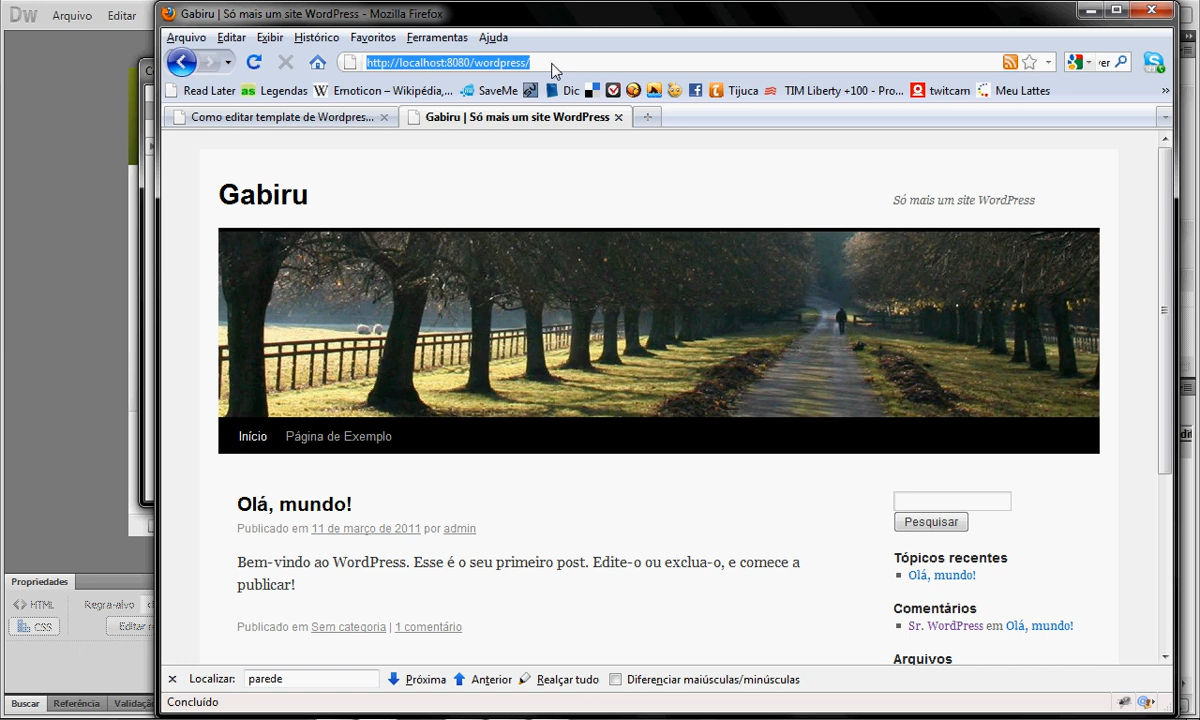 Dw Arquivo Editar
Gabiru | Só mais um site WordPress - Mozilla Firefox
Arquivo Editar Exibir Histórico Favoritos Ferramentas Ajuda
http://localhost:8080/wordpress/
Read Later as Legendas W Emoticon – Wikipédia,... SaveMe Dic Tijuca TIM Liberty +100 - Pro... twitcam Meu Lattes »
Como editar template de Wordpres... Gabiru | Só mais um site WordPress
Gabiru
Só mais um site WordPress
Início Página de Exemplo
Olá, mundo!
Publicado em 11 de março de 2011 por admin
Bem-vindo ao WordPress. Esse é o seu primeiro post. Edite-o ou exclua-o, e comece a
publicar!
Publicado em Sem categoria | 1 comentário
Pesquisar
Tópicos recentes
Olá, mundo!
Comentários
Sr. WordPress em Olá, mundo!
Arquivos
Propriedades
<> HTML Regra-alvo
CSS
Buscar Referência
Localizar: parede Próxima Anterior Realçar tudo Diferenciar maiúsculas/minúsculas
Concluído